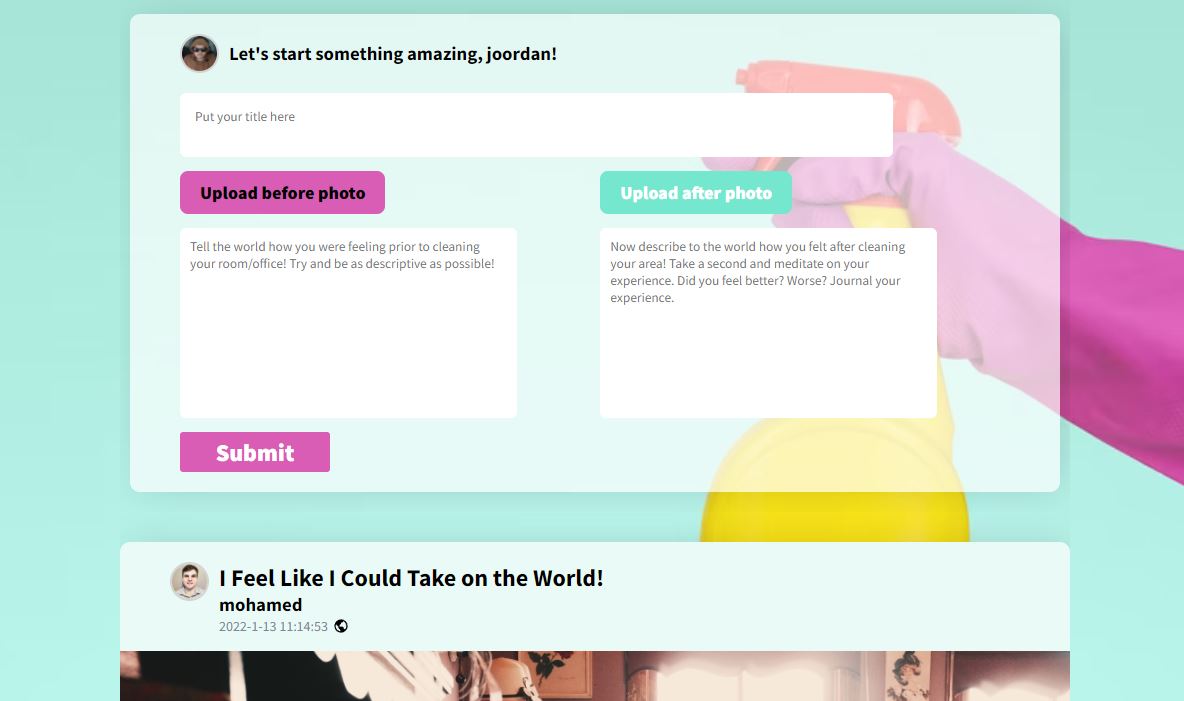 Let's start something amazing, joordan!
Put your title here
Upload before photo
Upload after photo
Tell the world how you were feeling prior to cleaning
your room/office! Try and be as descriptive as possible!
Now describe to the world how you felt after cleaning
your area! Take a second and meditate on your
experience. Did you feel better? Worse? Journal your
experience.
Submit
I Feel Like I Could Take on the World!
mohamed
2022-1-13 11:14:53